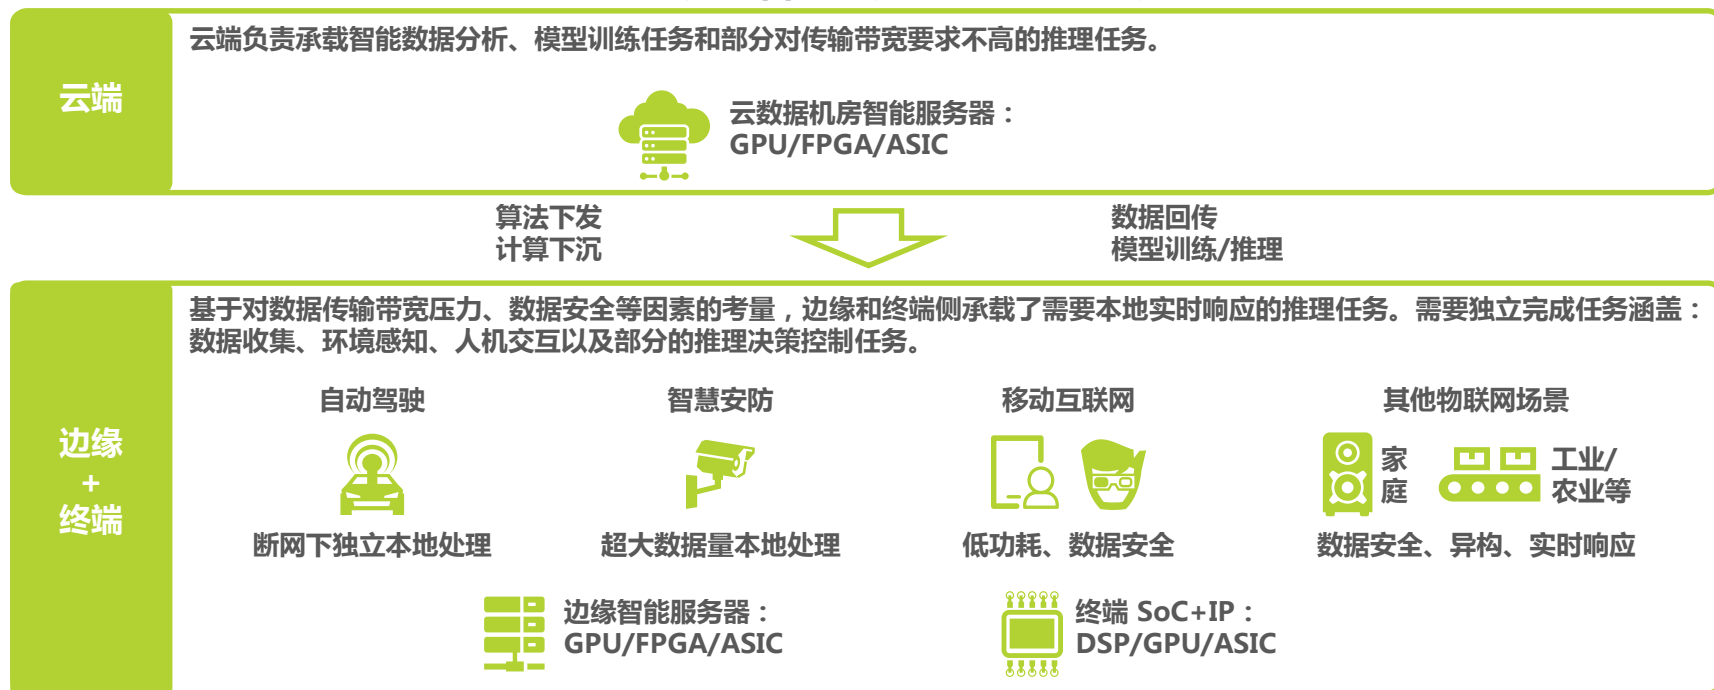 云端
云端负责承载智能数据分析、模型训练任务和部分对传输带宽要求不高的推理任务。
云数据机房智能服务器：
GPU/FPGA/ASIC
算法下发
计算下沉
数据回传
模型训练/推理
边缘
+
终端
基于对数据传输带宽压力、数据安全等因素的考量，边缘和终端侧承载了需要本地实时响应的推理任务。需要独立完成任务涵盖：
数据收集、环境感知、人机交互以及部分的推理决策控制任务。
自动驾驶
断网下独立本地处理
智慧安防
超大数据量本地处理
移动互联网
低功耗、数据安全
其他物联网场景
家
庭
工业/
农业等
数据安全、异构、实时响应
边缘智能服务器：
GPU/FPGA/ASIC
终端 SoC+IP：
DSP/GPU/ASIC